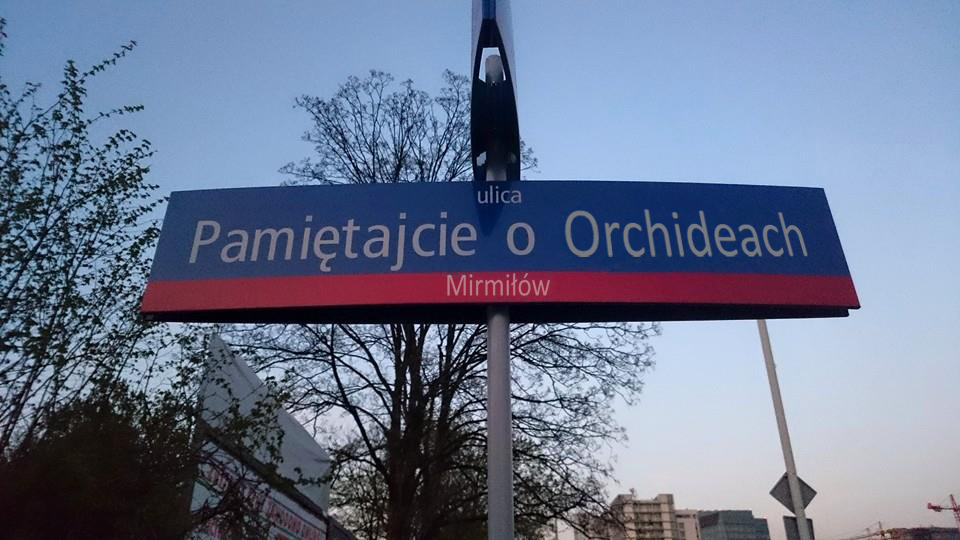 ulica
Pamiętajcie o Orchideach
Mirmiłów